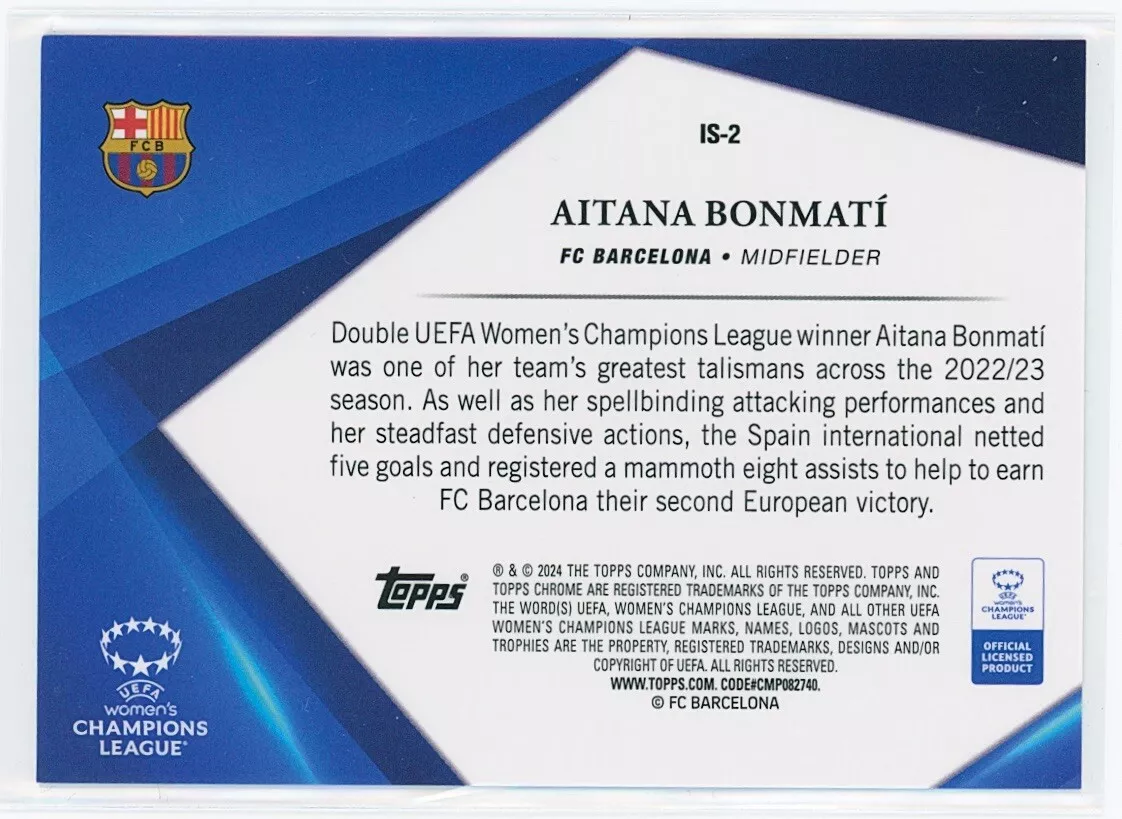 FCB
IS-2
AITANA BONMATÍ
FC BARCELONA • MIDFIELDER
Double UEFA Women's Champions League winner Aitana Bonmatí
was one of her team's greatest talismans across the 2022/23
season. As well as her spellbinding attacking performances and
her steadfast defensive actions, the Spain international netted
five goals and registered a mammoth eight assists to help to earn
FC Barcelona their second European victory.
topps®
® & © 2024 THE TOPPS COMPANY, INC. ALL RIGHTS RESERVED. TOPPS AND
TOPPS CHROME ARE REGISTERED TRADEMARKS OF THE TOPPS COMPANY, INC.
THE WORD(S) UEFA, WOMEN'S CHAMPIONS LEAGUE, AND ALL OTHER UEFA
WOMEN'S CHAMPIONS LEAGUE MARKS, NAMES, LOGOS, MASCOTS AND
TROPHIES ARE THE PROPERTY, REGISTERED TRADEMARKS, DESIGNS AND/OR
COPYRIGHT OF UEFA. ALL RIGHTS RESERVED.
WWW.TOPPS.COM. CODE#CMP082740.
© FC BARCELONA
UEFA
women's
CHAMPIONS
LEAGUE
OFFICIAL
LICENSED
PRODUCT
UEFA
women's
CHAMPIONS
LEAGUE